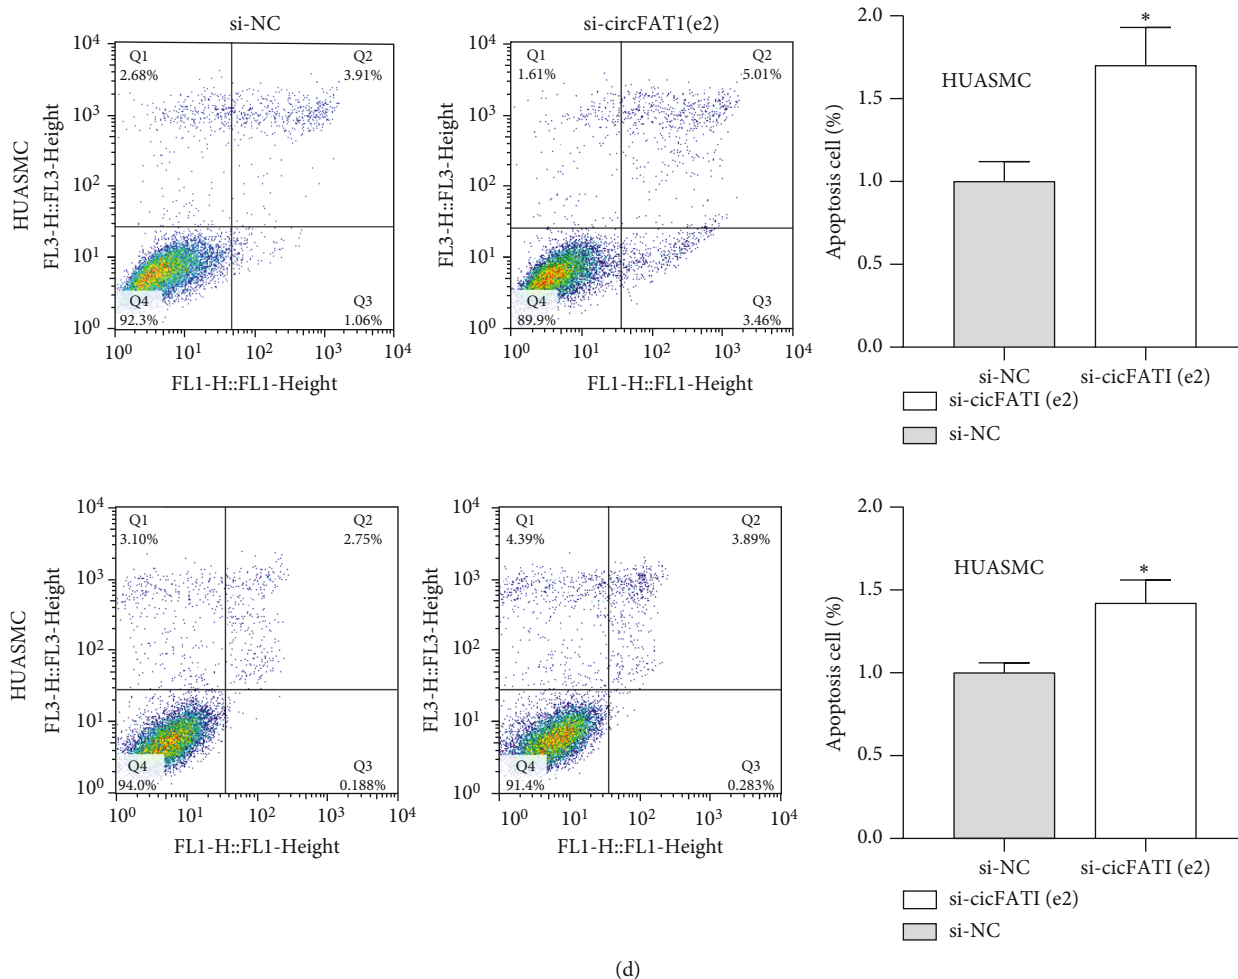 si-NC
si-circFAT1(e2)
HUASMC
FL3-H::FL3-Height
10⁴
10³
10²
10¹
10⁰
Q1
2.68%
Q2
3.91%
Q4
92.3%
Q3
1.06%
10⁰ 10¹ 10² 10³ 10⁴
FL1-H::FL1-Height
FL3-H::FL3-Height
10⁴
10³
10²
10¹
10⁰
Q1
1.61%
Q2
5.01%
Q4
89.9%
Q3
3.46%
10⁰ 10¹ 10² 10³ 10⁴
FL1-H::FL1-Height
Apoptosis cell (%)
2.0
1.5
1.0
0.5
0.0
HUASMC
*
si-NC si-cicFATI (e2)
si-cicFATI (e2)
si-NC
HUASMC
FL3-H::FL3-Height
10⁴
10³
10²
10¹
10⁰
Q1
3.10%
Q2
2.75%
Q4
94.0%
Q3
0.188%
10⁰ 10¹ 10² 10³ 10⁴
FL1-H::FL1-Height
FL3-H::FL3-Height
10⁴
10³
10²
10¹
10⁰
Q1
4.39%
Q2
3.89%
Q4
91.4%
Q3
0.283%
10⁰ 10¹ 10² 10³ 10⁴
FL1-H::FL1-Height
Apoptosis cell (%)
2.0
1.5
1.0
0.5
0.0
HUASMC
*
si-NC si-cicFATI (e2)
si-cicFATI (e2)
si-NC
(d)